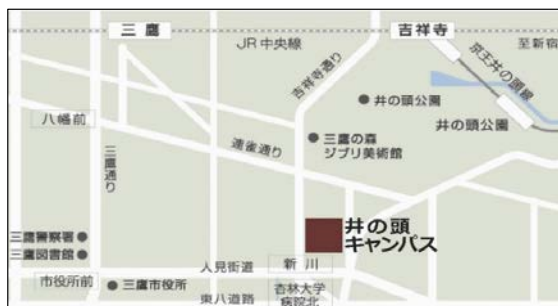 三鷹
吉祥寺
JR中央線
至新宿
吉祥寺通り
京王井の頭線
井の頭公園
井の頭公園
八幡前
三鷹の森
ジブリ美術館
連雀通り
三鷹通り
井の頭
キャンパス
三鷹警察署
三鷹図書館
人見街道
新川
市役所前
三鷹市役所
東八道路
杏林大学
病院北